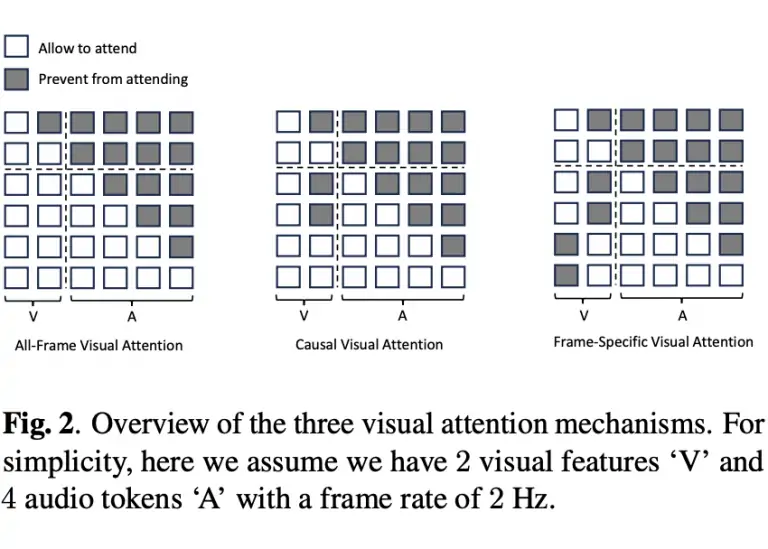 Allow to attend
Prevent from attending
V
A
All-Frame Visual Attention
V
A
Causal Visual Attention
V
A
Frame-Specific Visual Attention
Fig. 2. Overview of the three visual attention mechanisms. For
simplicity, here we assume we have 2 visual features ‘V’ and
4 audio tokens ‘A’ with a frame rate of 2 Hz.